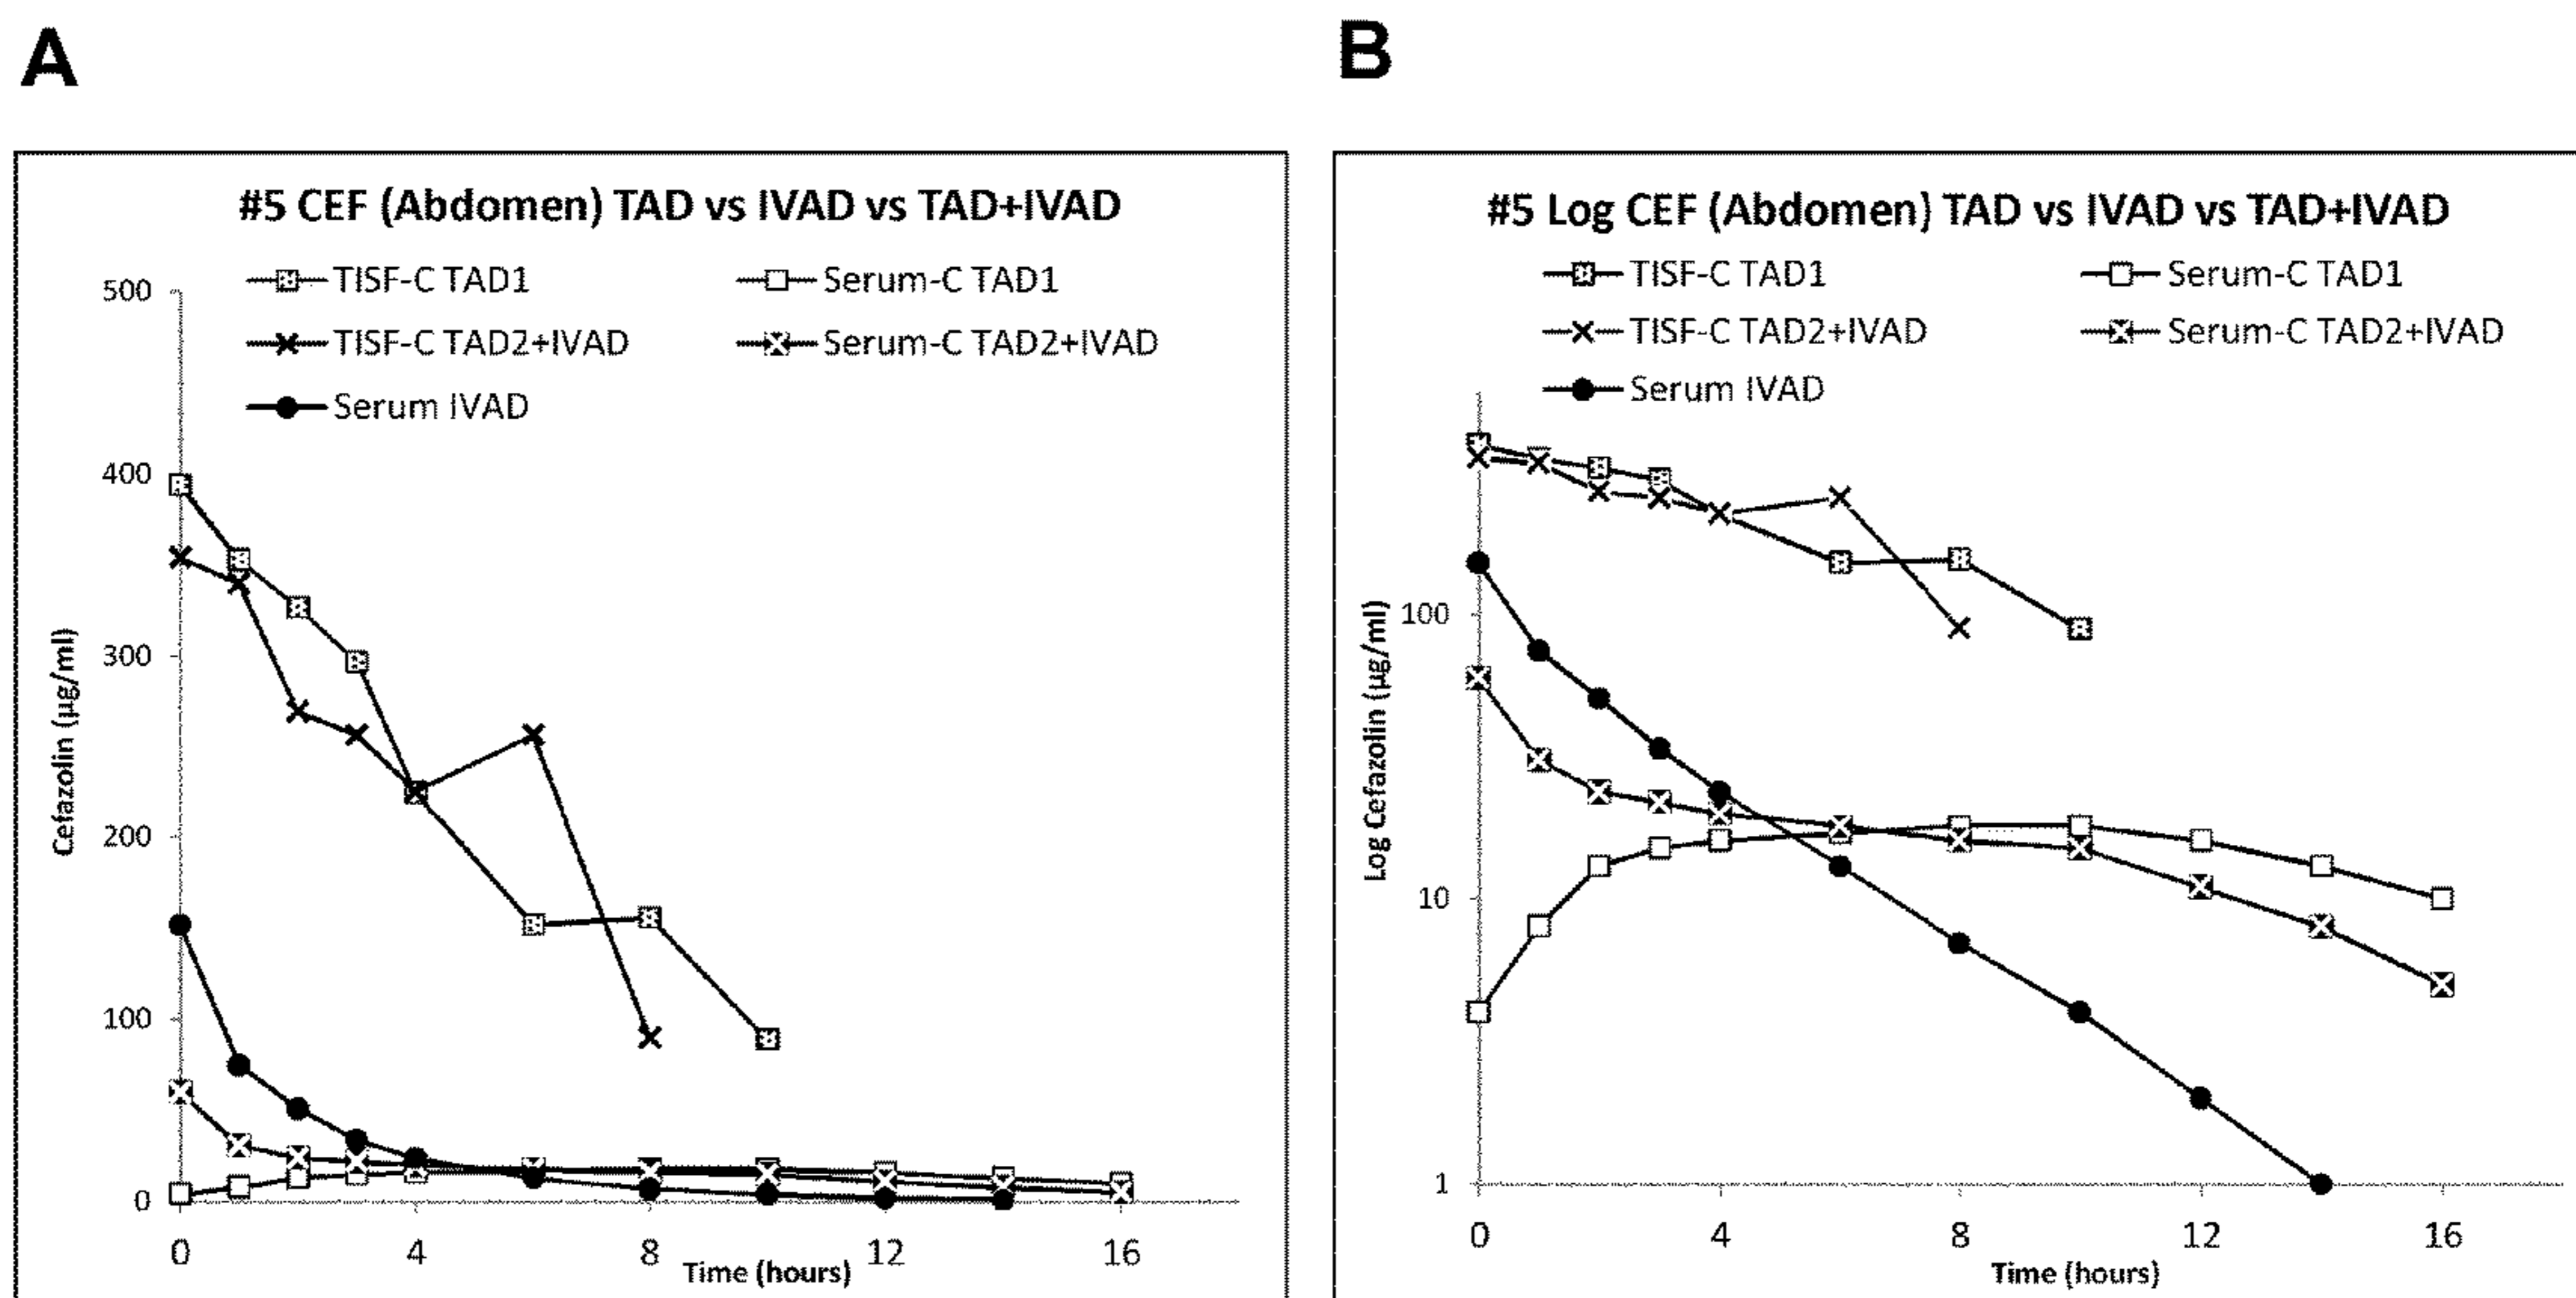 A
B
#5 CEF (Abdomen) TAD vs IVAD vs TAD+IVAD
TISF-C TAD1
Serum-C TAD1
TISF-C TAD2+IVAD
Serum-C TAD2+IVAD
Serum IVAD
500
400
300
200
100
0
Cefazolin (µg/ml)
0
4
8
12
16
Time (hours)
#5 Log CEF (Abdomen) TAD vs IVAD vs TAD+IVAD
TISF-C TAD1
Serum-C TAD1
TISF-C TAD2+IVAD
Serum-C TAD2+IVAD
Serum IVAD
100
10
1
Log Cefazolin (µg/ml)
0
4
8
12
16
Time (hours)